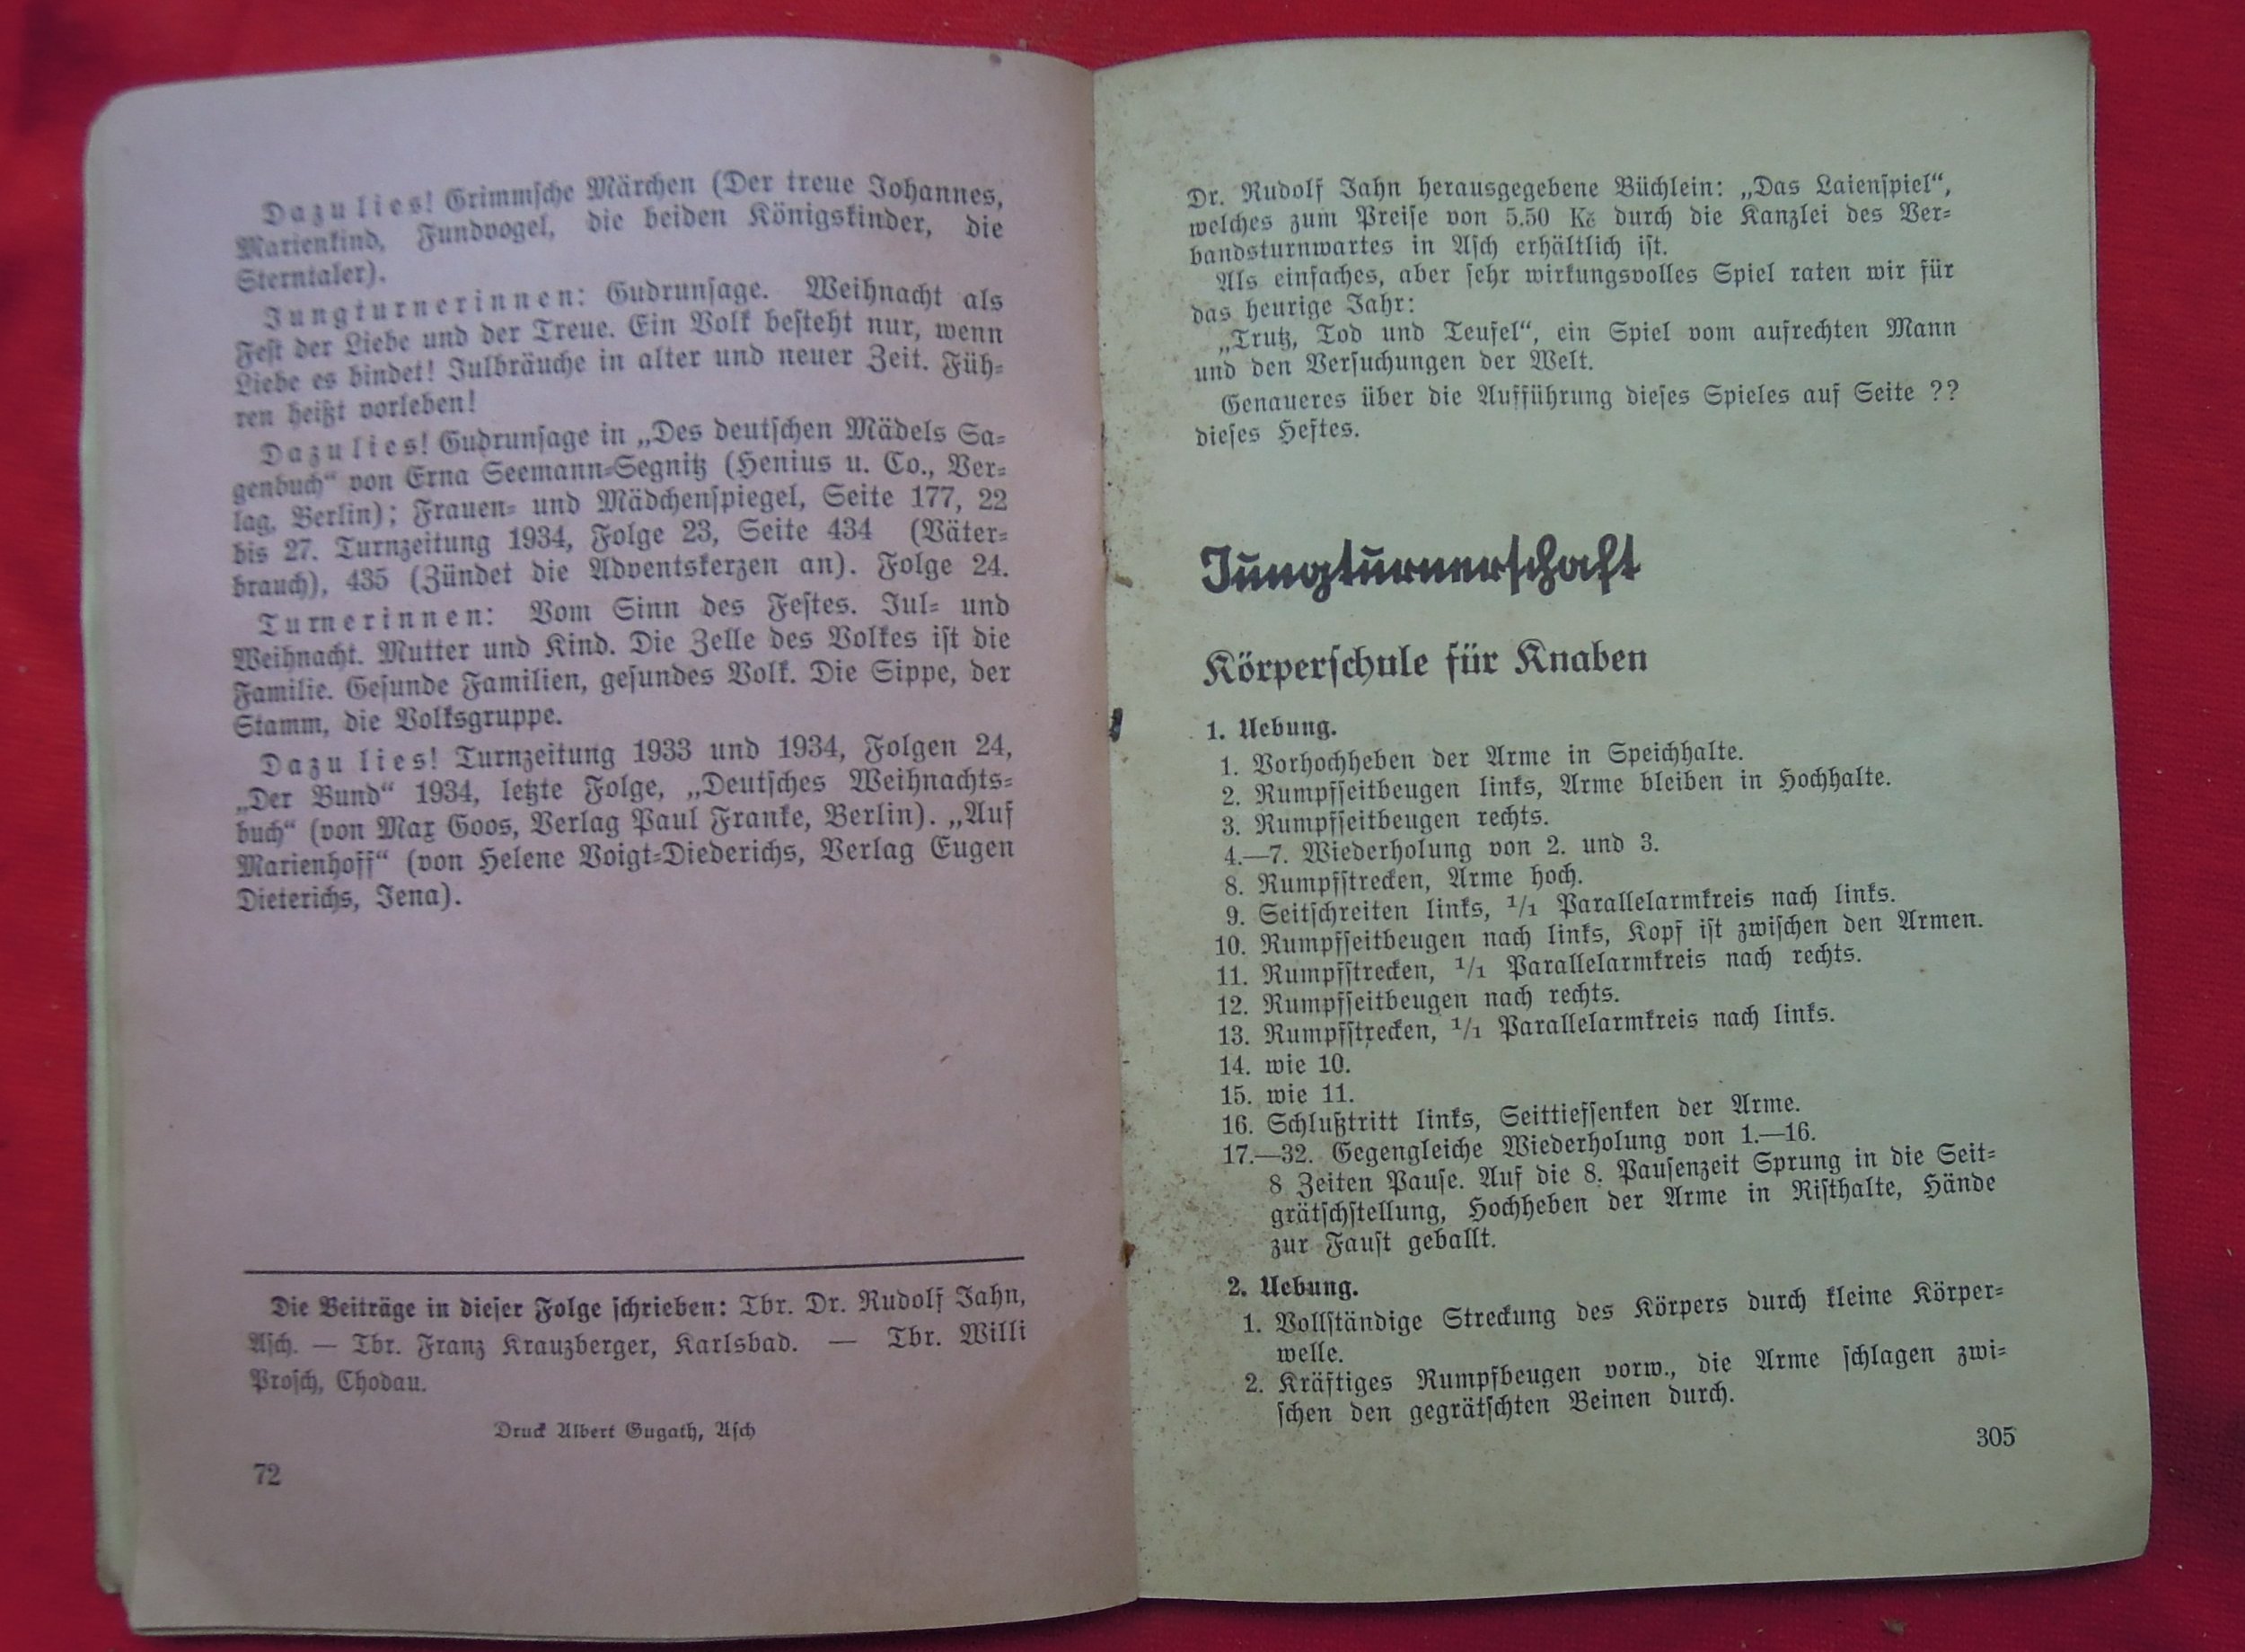 Dazu lies! Grimmsche Märchen (Der treue Johannes,
Marienkind, Fundvogel, die beiden Königskinder, die
Sterntaler).
Jungturnerinnen: Gudrunsage. Weihnacht als
Fest der Liebe und der Treue. Ein Volk besteht nur, wenn
Liebe es bindet! Julbräuche in alter und neuer Zeit. Füh-
ren heißt vorleben!
Dazu lies! Gudrunsage in „Des deutschen Mädels Sa-
genbuch“ von Erna Seemann-Segnitz (Henius u. Co., Ver-
lag, Berlin); Frauen- und Mädchenspiegel, Seite 177, 22
bis 27. Turnzeitung 1934, Folge 23, Seite 434 (Väter-
brauch), 435 (Zündet die Adventskerzen an). Folge 24.
Turnerinnen: Vom Sinn des Festes. Jul- und
Weihnacht. Mutter und Kind. Die Zelle des Volkes ist die
Familie. Gesunde Familien, gesundes Volk. Die Sippe, der
Stamm, die Volksgruppe.
Dazu lies! Turnzeitung 1933 und 1934, Folgen 24,
„Der Bund“ 1934, letzte Folge, „Deutsches Weihnachts-
buch“ (von Max Goos, Verlag Paul Franke, Berlin). „Auf
Marienhoff“ (von Helene Voigt-Diederichs, Verlag Eugen
Dieterichs, Jena).
Die Beiträge in dieser Folge schrieben: Tbr. Dr. Rudolf Jahn,
Asch. — Tbr. Franz Krauzberger, Karlsbad. — Tbr. Willi
Prosch, Chodau.
Druck Albert Gugath, Asch
72
Dr. Rudolf Jahn herausgegebene Büchlein: „Das Laienspiel“,
welches zum Preise von 5.50 Kč durch die Kanzlei des Ver-
bandsturnwartes in Asch erhältlich ist.
Als einfaches, aber sehr wirkungsvolles Spiel raten wir für
das heurige Jahr:
„Trutz, Tod und Teufel“, ein Spiel vom aufrechten Mann
und den Versuchungen der Welt.
Genaueres über die Aufführung dieses Spieles auf Seite ??
dieses Heftes.
Jungturnerschaft
Körperschule für Knaben
1. Uebung.
1. Vorhochheben der Arme in Speichhalte.
2. Rumpfseitbeugen links, Arme bleiben in Hochhalte.
3. Rumpfseitbeugen rechts.
4.—7. Wiederholung von 2. und 3.
8. Rumpfstrecken, Arme hoch.
9. Seitschreiten links, 1/1 Parallelarmkreis nach links.
10. Rumpfseitbeugen nach links, Kopf ist zwischen den Armen.
11. Rumpfstrecken, 1/1 Parallelarmkreis nach rechts.
12. Rumpfseitbeugen nach rechts.
13. Rumpfstrecken, 1/1 Parallelarmkreis nach links.
14. wie 10.
15. wie 11.
16. Schlußtritt links, Seittiefsenken der Arme.
17.—32. Gegengleiche Wiederholung von 1.—16.
8 Zeiten Pause. Auf die 8. Pausenzeit Sprung in die Seit-
grätschstellung, Hochheben der Arme in Risthalte, Hände
zur Faust geballt.
2. Uebung.
1. Vollständige Streckung des Körpers durch kleine Körper-
welle.
2. Kräftiges Rumpfbeugen vorw., die Arme schlagen zwi-
schen den gegrätschten Beinen durch.
305